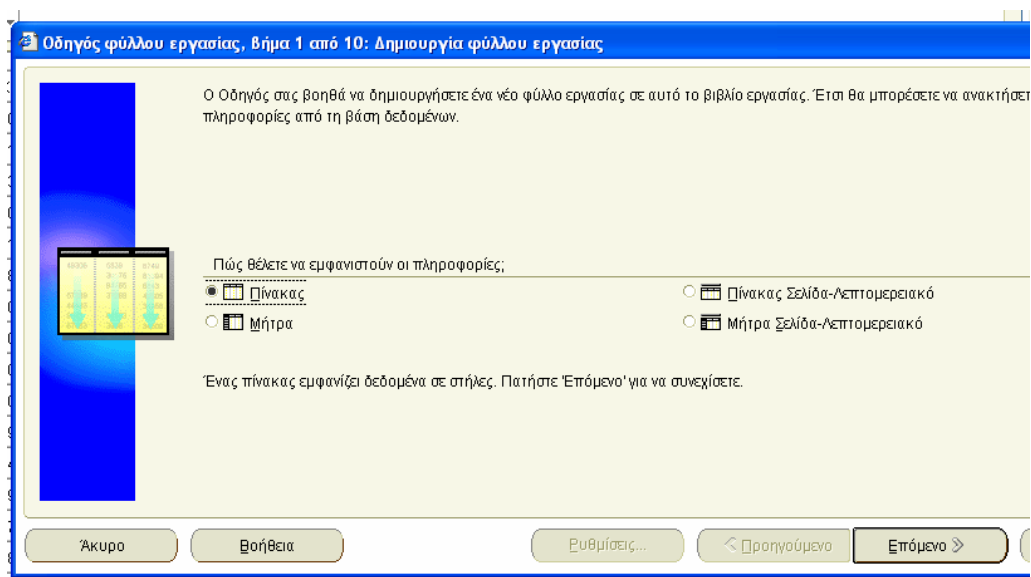 Οδηγός φύλλου εργασίας, Βήμα 1 από 10: Δημιουργία φύλλου εργασίας
Ο Οδηγός σας βοηθά να δημιουργήσετε ένα νέο φύλλο εργασίας σε αυτό το βιβλίο εργασίας. Έτσι θα μπορέσετε να ανακτήσετ
πληροφορίες από τη βάση δεδομένων.
Πώς θέλετε να εμφανιστούν οι πληροφορίες;
Πίνακας
Πίνακας Σελίδα-Λεπτομερειακό
Μήτρα
Μήτρα Σελίδα-Λεπτομερειακό
Ένας πίνακας εμφανίζει δεδομένα σε στήλες. Πατήστε 'Επόμενο' για να συνεχίσετε.
Άκυρο
Βοήθεια
Ρυθμίσεις...
Προηγούμενο
Επόμενο